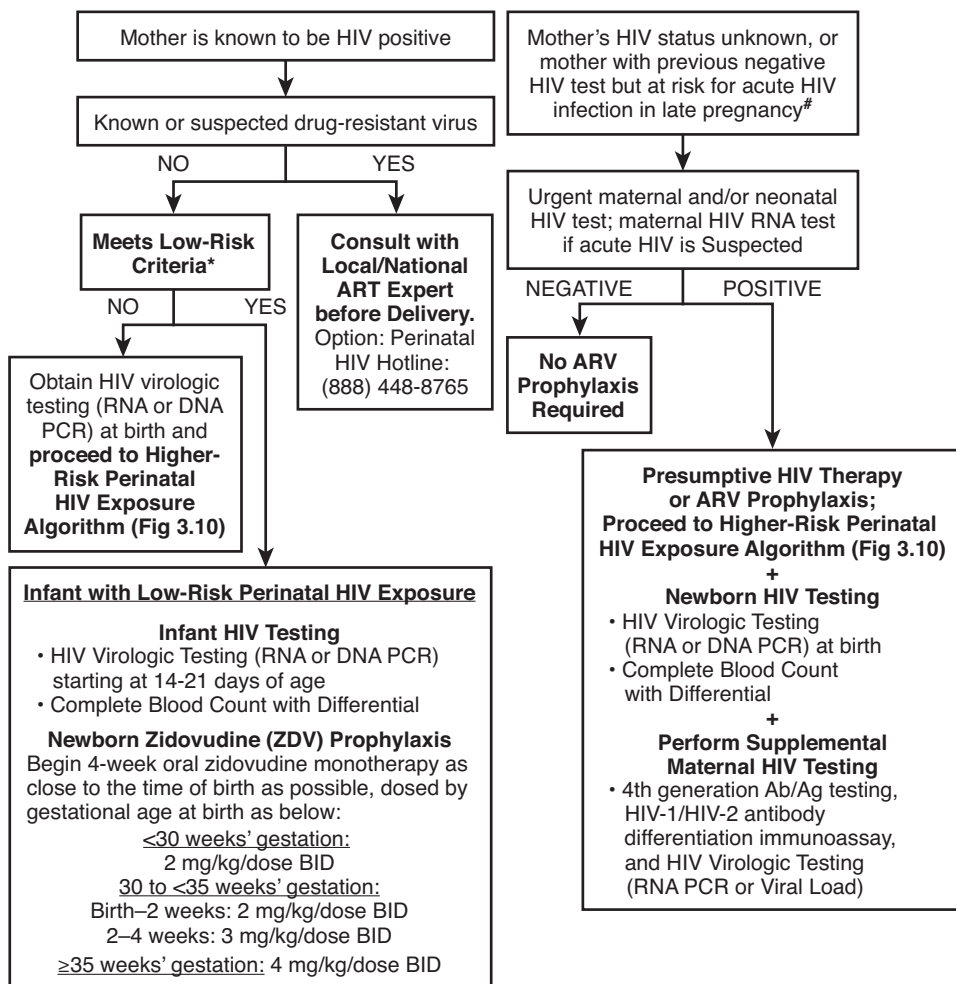 Mother is known to be HIV positive
Known or suspected drug-resistant virus
NO
YES
Meets Low-Risk
Criteria*
NO
YES
Consult with
Local/National
ART Expert
before Delivery.
Option: Perinatal
HIV Hotline:
(888) 448-8765
Obtain HIV virologic
testing (RNA or DNA
PCR) at birth and
proceed to Higher-
Risk Perinatal
HIV Exposure
Algorithm (Fig 3.10)
Infant with Low-Risk Perinatal HIV Exposure
Infant HIV Testing
• HIV Virologic Testing (RNA or DNA PCR)
starting at 14-21 days of age
• Complete Blood Count with Differential
Newborn Zidovudine (ZDV) Prophylaxis
Begin 4-week oral zidovudine monotherapy as
close to the time of birth as possible, dosed by
gestational age at birth as below:
<30 weeks’ gestation:
2 mg/kg/dose BID
30 to <35 weeks’ gestation:
Birth–2 weeks: 2 mg/kg/dose BID
2–4 weeks: 3 mg/kg/dose BID
≥35 weeks’ gestation: 4 mg/kg/dose BID
Mother’s HIV status unknown, or
mother with previous negative
HIV test but at risk for acute HIV
infection in late pregnancy#
Urgent maternal and/or neonatal
HIV test; maternal HIV RNA test
if acute HIV is Suspected
NEGATIVE
POSITIVE
No ARV
Prophylaxis
Required
Presumptive HIV Therapy
or ARV Prophylaxis;
Proceed to Higher-Risk Perinatal
HIV Exposure Algorithm (Fig 3.10)
+
Newborn HIV Testing
• HIV Virologic Testing
(RNA or DNA PCR) at birth
• Complete Blood Count
with Differential
+
Perform Supplemental
Maternal HIV Testing
• 4th generation Ab/Ag testing,
HIV-1/HIV-2 antibody
differentiation immunoassay,
and HIV Virologic Testing
(RNA PCR or Viral Load)